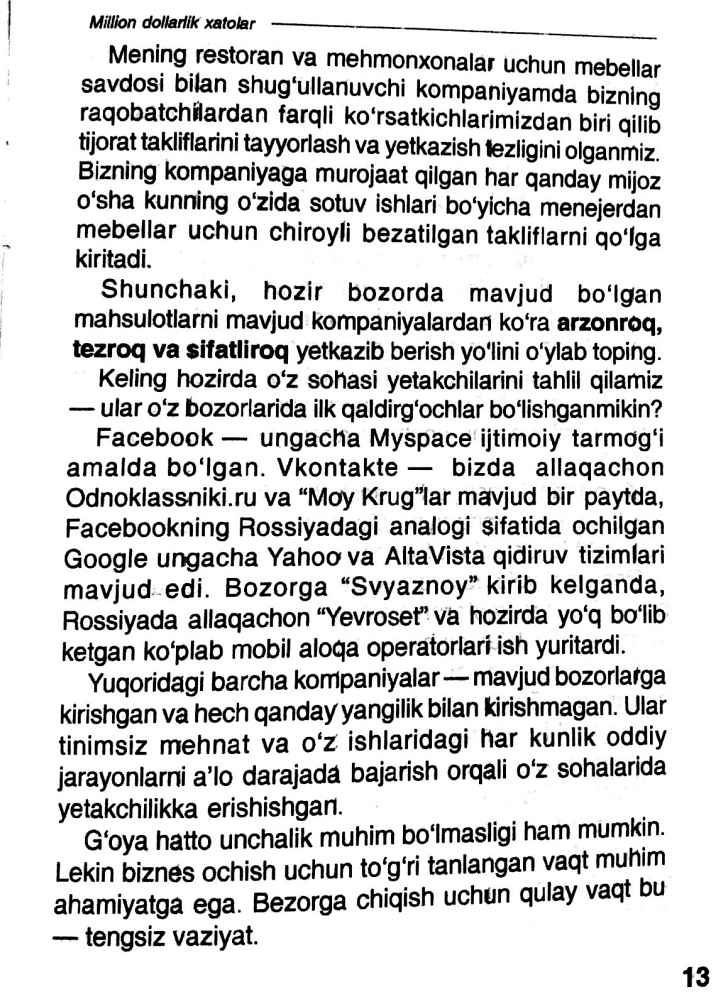 Million dollarlik xatolar
Mening restoran va mehmonxonalar uchun mebellar
savdosi bilan shug‘ullanuvchi kompaniyamda bizning
raqobatchilardan farqli ko‘rsatkichlarimizdan biri qilib
tijorat takliflarini tayyorlash va yetkazish tezligini olganmiz.
Bizning kompaniyaga murojaat qilgan har qanday mijoz
o‘sha kunning o‘zida sotuv ishlari bo‘yicha menejerdan
mebellar uchun chiroyli bezatilgan takliflarni qo‘lga
kiritadi.
Shunchaki, hozir bozorda mavjud bo‘lgan
mahsulotlarni mavjud kompaniyalardan ko‘ra arzonroq,
tezroq va sifatliroq yetkazib berish yo‘lini o‘ylab toping.
Keling hozirda o‘z sohasi yetakchilarini tahlil qilamiz
— ular o‘z bozorlarida ilk qaldirg‘ochlar bo‘lishganmikin?
Facebook — ungacha Myspace ijtimoiy tarmog‘i
amalda bo‘lgan. Vkontakte — bizda allaqachon
Odnoklassniki.ru va “Moy Krug”lar mavjud bir paytda,
Facebookning Rossiyadagi analogi sifatida ochilgan
Google ungacha Yahoo va AltaVista qidiruv tizimlari
mavjud edi. Bozorga “Svyaznoy” kirib kelganda,
Rossiyada allaqachon “Yevroset” va hozirda yo‘q bo‘lib
ketgan ko‘plab mobil aloqa operatorlari ish yuritardi.
Yuqoridagi barcha kompaniyalar — mavjud bozorlarga
kirishgan va hech qanday yangilik bilan kirishmagan. Ular
tinimsiz mehnat va o‘z ishlaridagi har kunlik oddiy
jarayonlarni a’lo darajada bajarish orqali o‘z sohalarida
yetakchilikka erishishgan.
G‘oya hatto unchalik muhim bo‘lmasligi ham mumkin.
Lekin biznes ochish uchun to‘g‘ri tanlangan vaqt muhim
ahamiyatga ega. Bezorga chiqish uchun qulay vaqt bu
— tengsiz vaziyat.
13